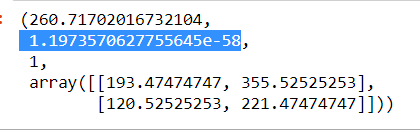 : (260.71702016732104,
1.1973570627755645e-58,
1,
array([[193.47474747, 355.52525253],
[120.52525253, 221.47474747]]))